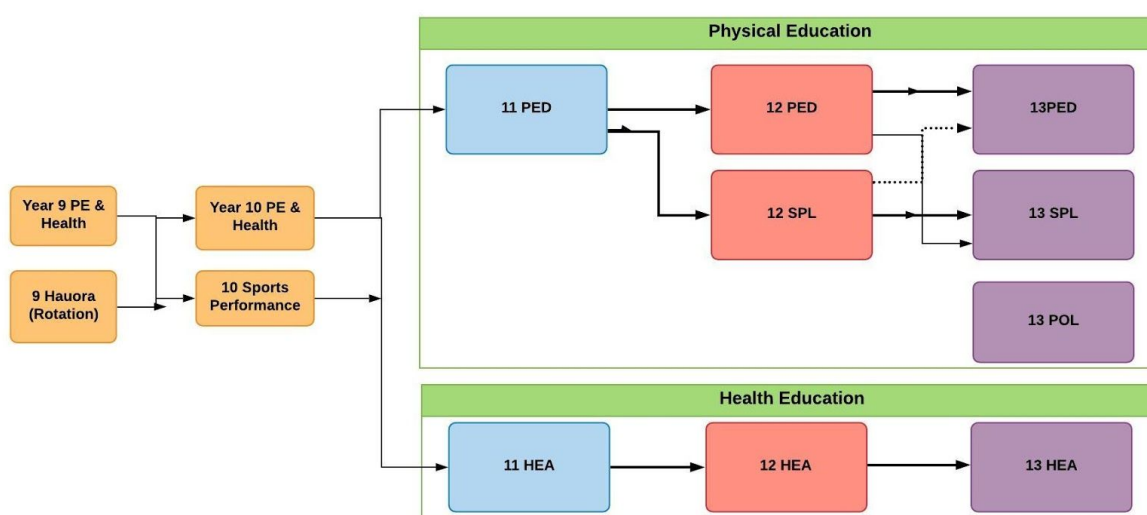 Physical Education
11 PED
12 PED
13PED
Year 9 PE &
Health
Year 10 PE &
Health
12 SPL
13 SPL
9 Hauora
(Rotation)
10 Sports
Performance
13 POL
Health Education
11 HEA
12 HEA
13 HEA